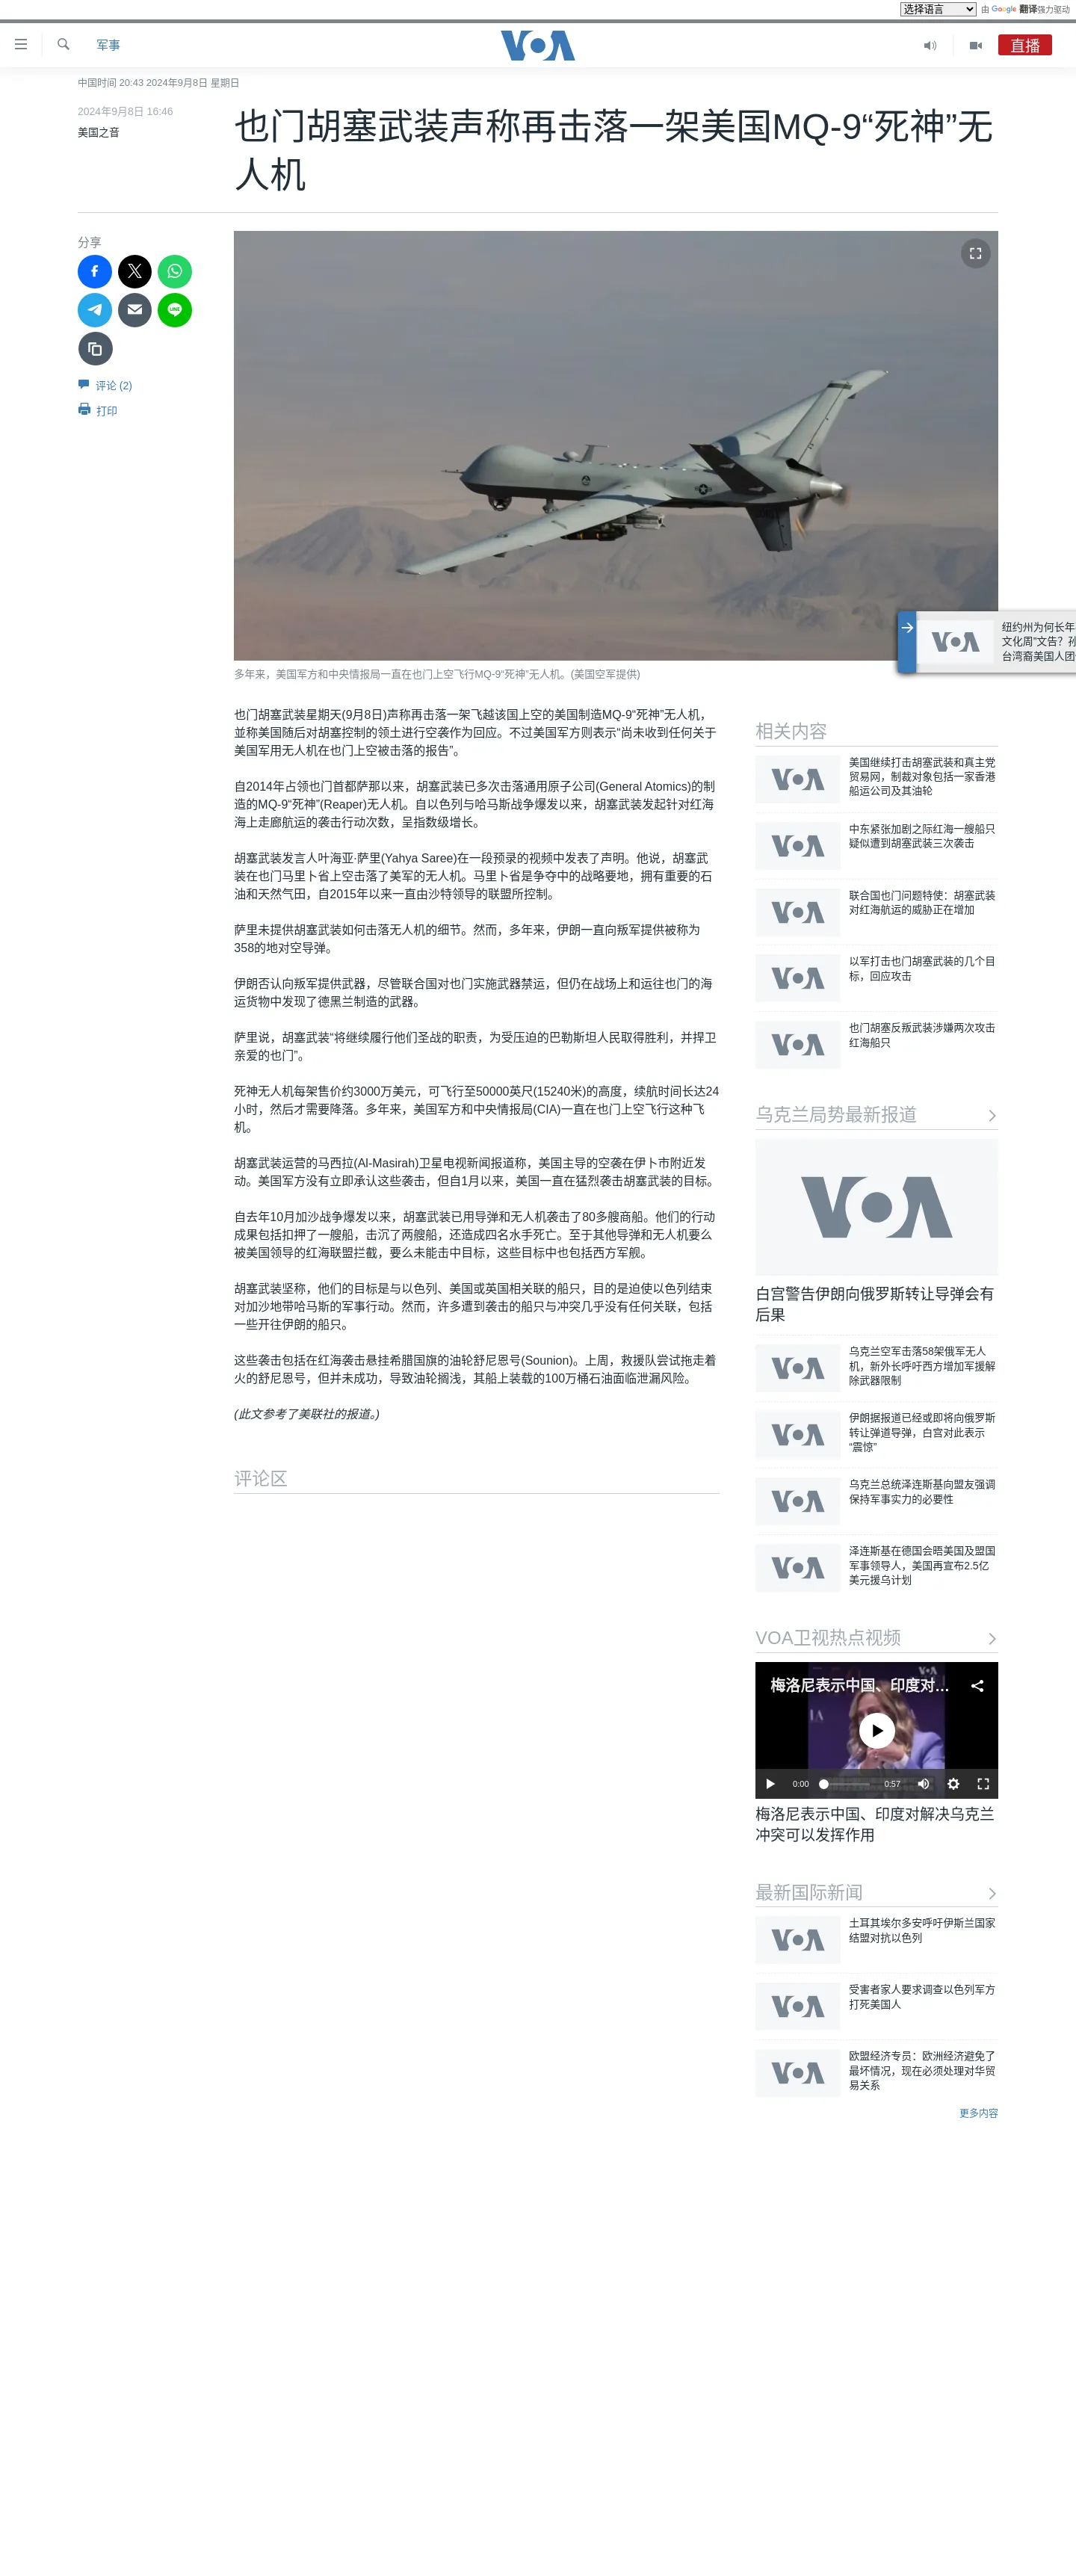 选择语言
由 Google 翻译强力驱动
军事
VOA
直播
中国时间 20:43 2024年9月8日 星期日
2024年9月8日 16:46
美国之音
也门胡塞武装声称再击落一架美国MQ-9“死神”无
人机
分享
LINE
评论 (2)
打印
多年来，美国军方和中央情报局一直在也门上空飞行MQ-9“死神”无人机。(美国空军提供)
VOA
纽约州为何长年
文化周”文告？孙
台湾裔美国人团
也门胡塞武装星期天(9月8日)声称再击落一架飞越该国上空的美国制造MQ-9“死神”无人机，
並称美国随后对胡塞控制的领土进行空袭作为回应。不过美国军方则表示“尚未收到任何关于
美国军用无人机在也门上空被击落的报告”。
自2014年占领也门首都萨那以来，胡塞武装已多次击落通用原子公司(General Atomics)的制
造的MQ-9“死神”(Reaper)无人机。自以色列与哈马斯战争爆发以来，胡塞武装发起针对红海
海上走廊航运的袭击行动次数，呈指数级增长。
胡塞武装发言人叶海亚·萨里(Yahya Saree)在一段预录的视频中发表了声明。他说，胡塞武
装在也门马里卜省上空击落了美军的无人机。马里卜省是争夺中的战略要地，拥有重要的石
油和天然气田，自2015年以来一直由沙特领导的联盟所控制。
萨里未提供胡塞武装如何击落无人机的细节。然而，多年来，伊朗一直向叛军提供被称为
358的地对空导弹。
伊朗否认向叛军提供武器，尽管联合国对也门实施武器禁运，但仍在战场上和运往也门的海
运货物中发现了德黑兰制造的武器。
萨里说，胡塞武装“将继续履行他们圣战的职责，为受压迫的巴勒斯坦人民取得胜利，并捍卫
亲爱的也门”。
死神无人机每架售价约3000万美元，可飞行至50000英尺(15240米)的高度，续航时间长达24
小时，然后才需要降落。多年来，美国军方和中央情报局(CIA)一直在也门上空飞行这种飞
机。
胡塞武装运营的马西拉(Al-Masirah)卫星电视新闻报道称，美国主导的空袭在伊卜市附近发
动。美国军方没有立即承认这些袭击，但自1月以来，美国一直在猛烈袭击胡塞武装的目标。
自去年10月加沙战争爆发以来，胡塞武装已用导弹和无人机袭击了80多艘商船。他们的行动
成果包括扣押了一艘船，击沉了两艘船，还造成四名水手死亡。至于其他导弹和无人机要么
被美国领导的红海联盟拦截，要么未能击中目标，这些目标中也包括西方军舰。
胡塞武装坚称，他们的目标是与以色列、美国或英国相关联的船只，目的是迫使以色列结束
对加沙地带哈马斯的军事行动。然而，许多遭到袭击的船只与冲突几乎没有任何关联，包括
一些开往伊朗的船只。
这些袭击包括在红海袭击悬挂希腊国旗的油轮舒尼恩号(Sounion)。上周，救援队尝试拖走着
火的舒尼恩号，但并未成功，导致油轮搁浅，其船上装载的100万桶石油面临泄漏风险。
(此文参考了美联社的报道。)
评论区
相关内容
VOA
美国继续打击胡塞武装和真主党
贸易网，制裁对象包括一家香港
船运公司及其油轮
VOA
中东紧张加剧之际红海一艘船只
疑似遭到胡塞武装三次袭击
VOA
联合国也门问题特使：胡塞武装
对红海航运的威胁正在增加
VOA
以军打击也门胡塞武装的几个目
标，回应攻击
VOA
也门胡塞反叛武装涉嫌两次攻击
红海船只
乌克兰局势最新报道
VOA
白宫警告伊朗向俄罗斯转让导弹会有
后果
VOA
乌克兰空军击落58架俄军无人
机，新外长呼吁西方增加军援解
除武器限制
VOA
伊朗据报道已经或即将向俄罗斯
转让弹道导弹，白宫对此表示
“震惊”
VOA
乌克兰总统泽连斯基向盟友强调
保持军事实力的必要性
VOA
泽连斯基在德国会晤美国及盟国
军事领导人，美国再宣布2.5亿
美元援乌计划
VOA卫视热点视频
VOA
梅洛尼表示中国、印度对...
0:00
0:57
梅洛尼表示中国、印度对解决乌克兰
冲突可以发挥作用
最新国际新闻
VOA
土耳其埃尔多安呼吁伊斯兰国家
结盟对抗以色列
VOA
受害者家人要求调查以色列军方
打死美国人
VOA
欧盟经济专员：欧洲经济避免了
最坏情况，现在必须处理对华贸
易关系
更多内容